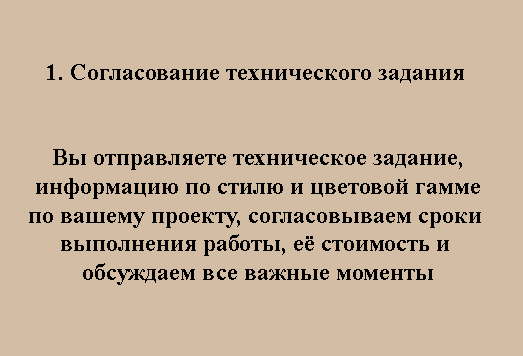 1. Согласование технического задания
Вы отправляете техническое задание,
информацию по стилю и цветовой гамме
по вашему проекту, согласовываем сроки
выполнения работы, её стоимость и
обсуждаем все важные моменты